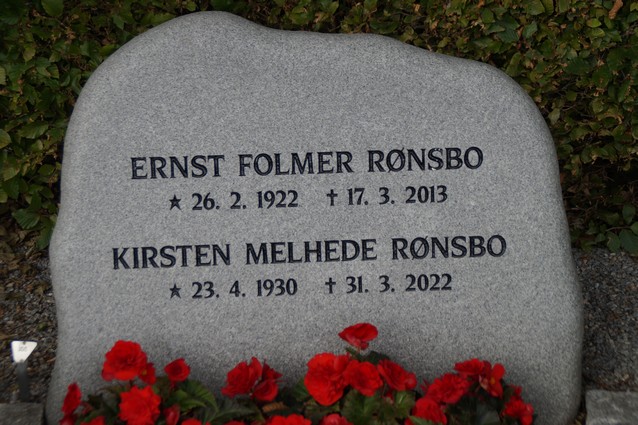 ERNST FOLMER RØNSBO
★ 26. 2. 1922 † 17. 3. 2013
KIRSTEN MELHEDE RØNSBO
★ 23. 4. 1930 † 31. 3. 2022